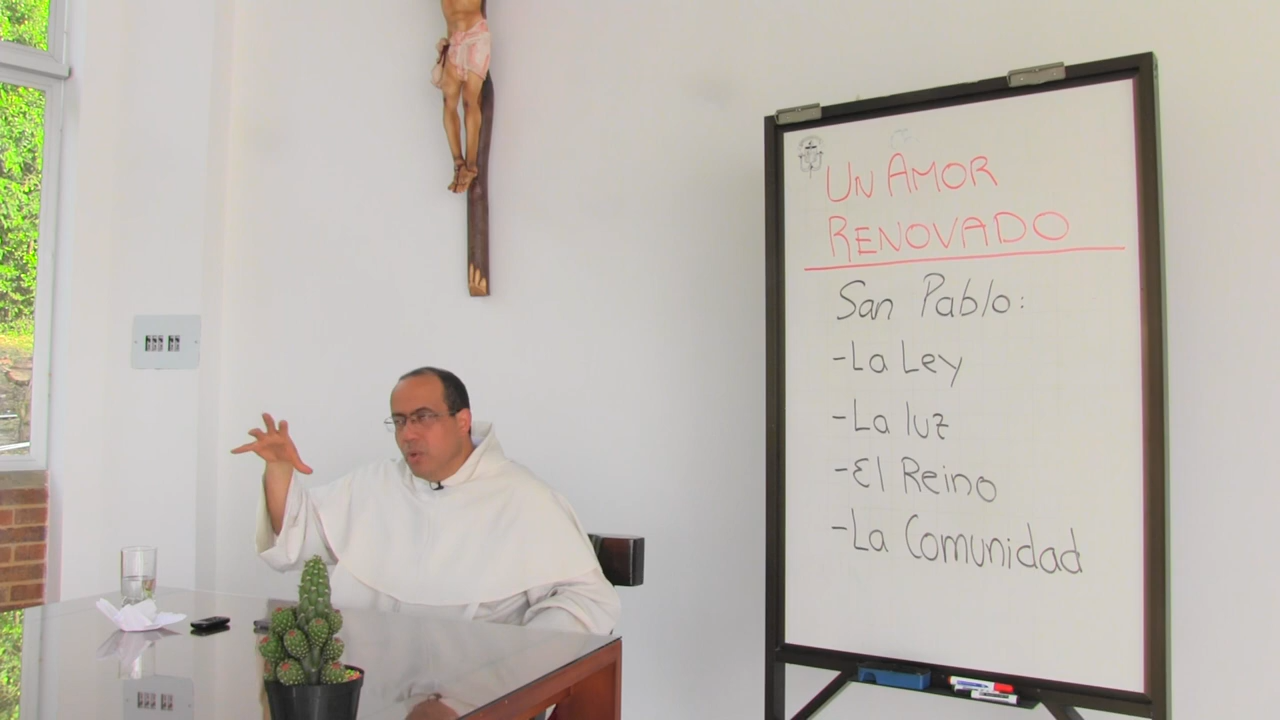 UN AMOR
RENOVADO
San Pablo:
-La Ley
-La luz
-El Reino
-La Comunidad